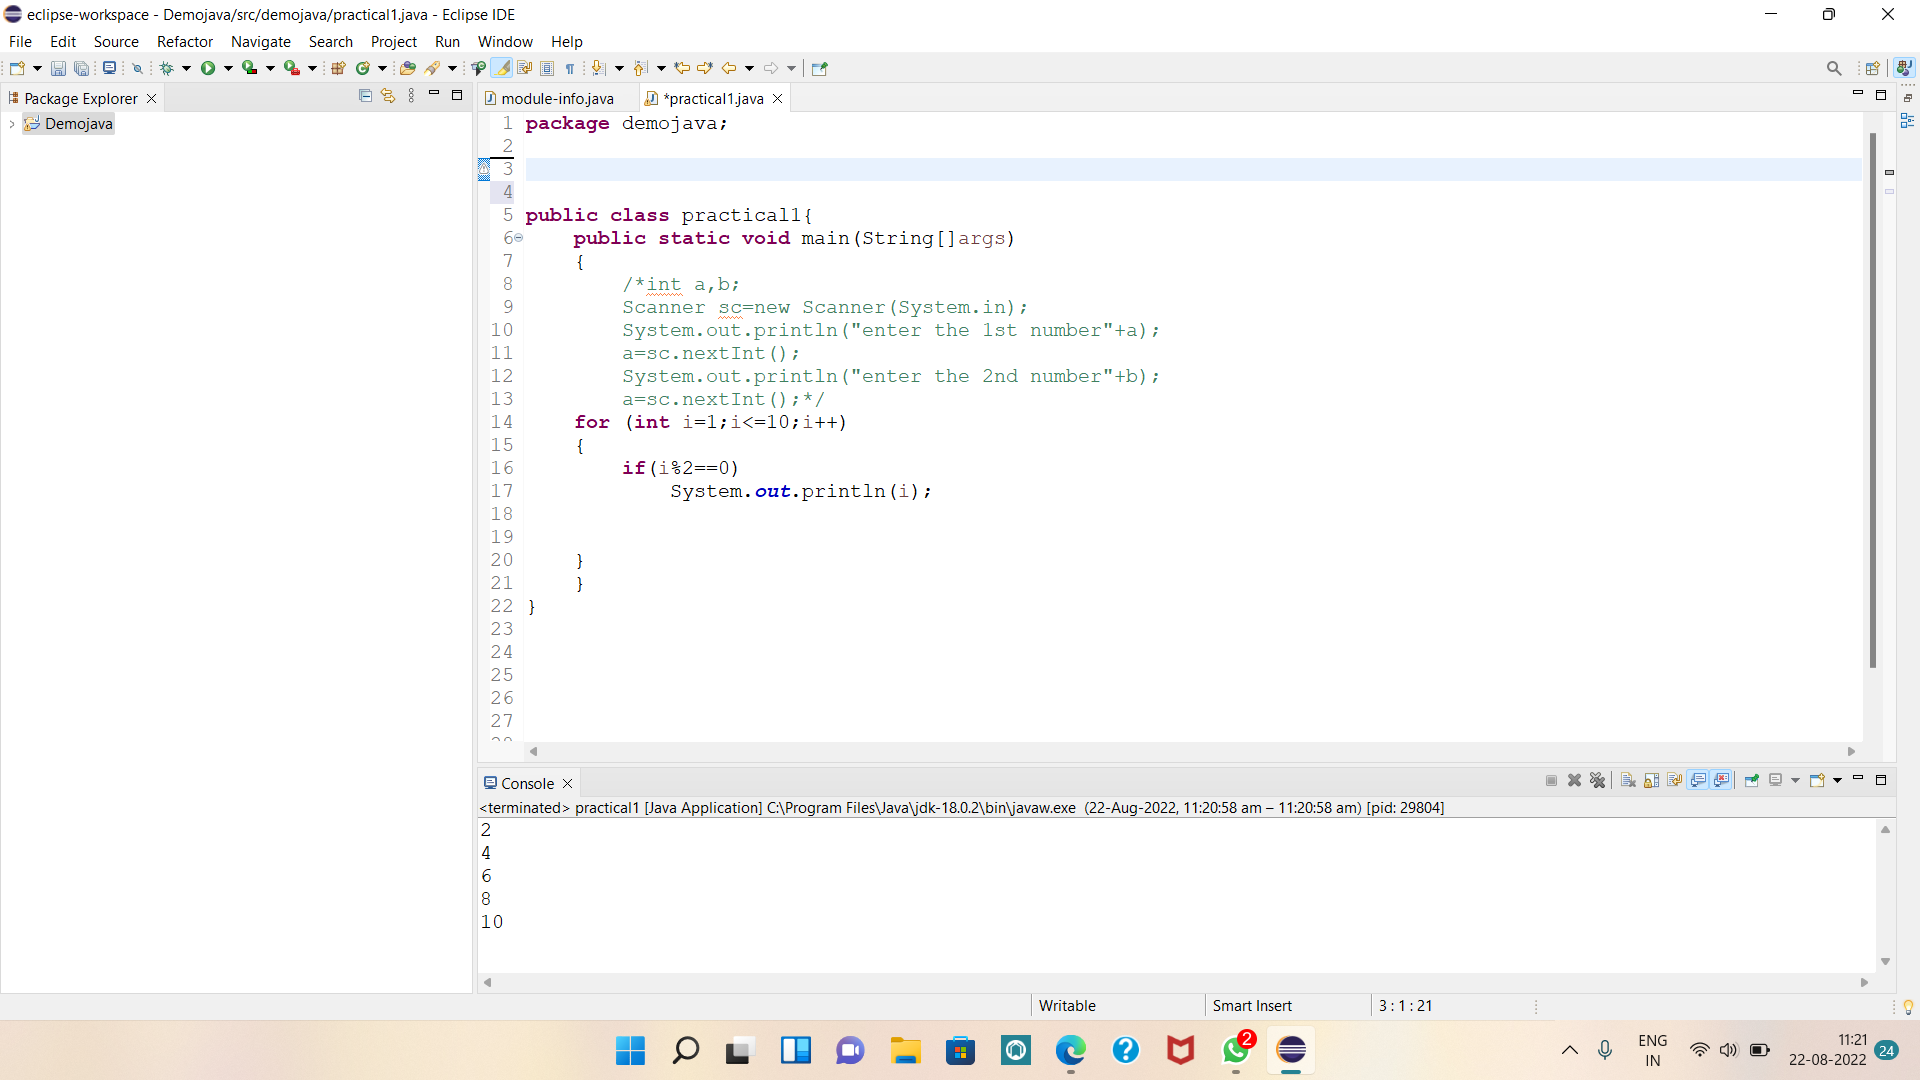 eclipse-workspace - Demojava/src/demojava/practical1.java - Eclipse IDE
File Edit Source Refactor Navigate Search Project Run Window Help
Package Explorer
module-info.java *practical1.java
Demojava
1 package demojava;
2
3
4
5 public class practical1{
6 public static void main(String[]args)
7 {
8 /*int a,b;
9 Scanner sc=new Scanner(System.in);
10 System.out.println("enter the 1st number"+a);
11 a=sc.nextInt();
12 System.out.println("enter the 2nd number"+b);
13 a=sc.nextInt();*/
14 for (int i=1;i<=10;i++)
15 {
16 if(i%2==0)
17 System.out.println(i);
18
19
20 }
21 }
22 }
23
24
25
26
27
Console
<terminated> practical1 [Java Application] C:\Program Files\Java\jdk-18.0.2\bin\javaw.exe (22-Aug-2022, 11:20:58 am – 11:20:58 am) [pid: 29804]
2
4
6
8
10
Writable Smart Insert 3 : 1 : 21
2
ENG
IN
11:21
22-08-2022
24